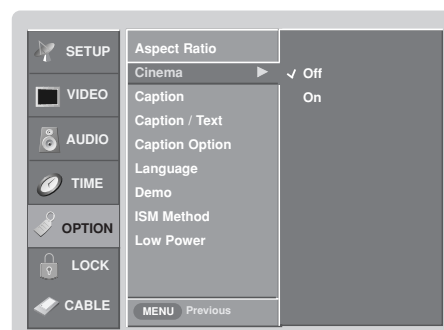 SETUP
VIDEO
AUDIO
TIME
OPTION
LOCK
CABLE
Aspect Ratio
Cinema
Caption
Caption / Text
Caption Option
Language
Demo
ISM Method
Low Power
MENU Previous
Off
On